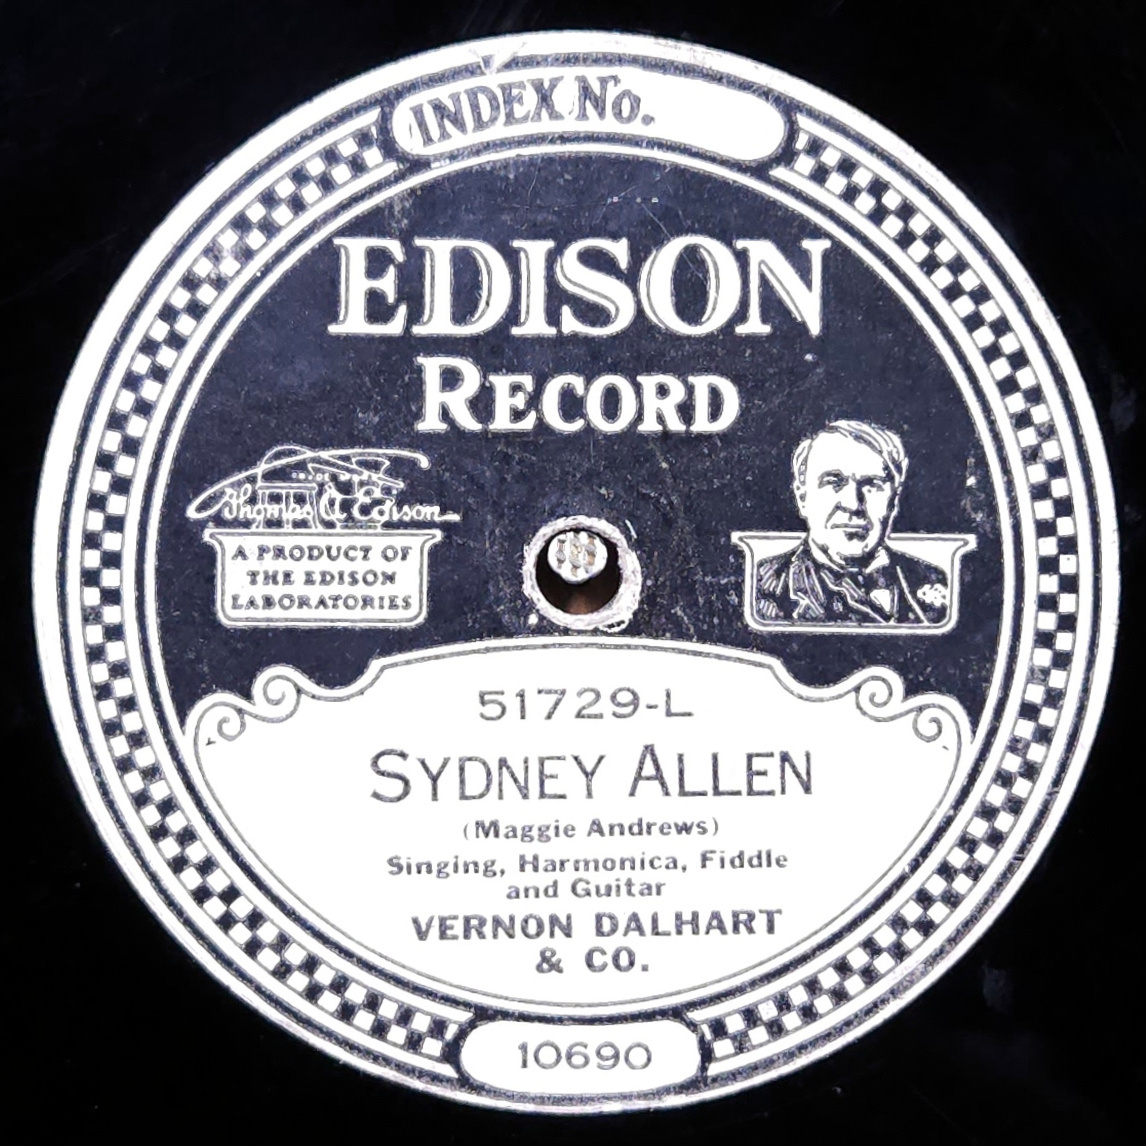 INDEX No.
EDISON
RECORD
Thomas A Edison
A PRODUCT OF
THE EDISON
LABORATORIES
51729-L
SYDNEY ALLEN
(Maggie Andrews)
Singing, Harmonica, Fiddle
and Guitar
VERNON DALHART
& CO.
10690